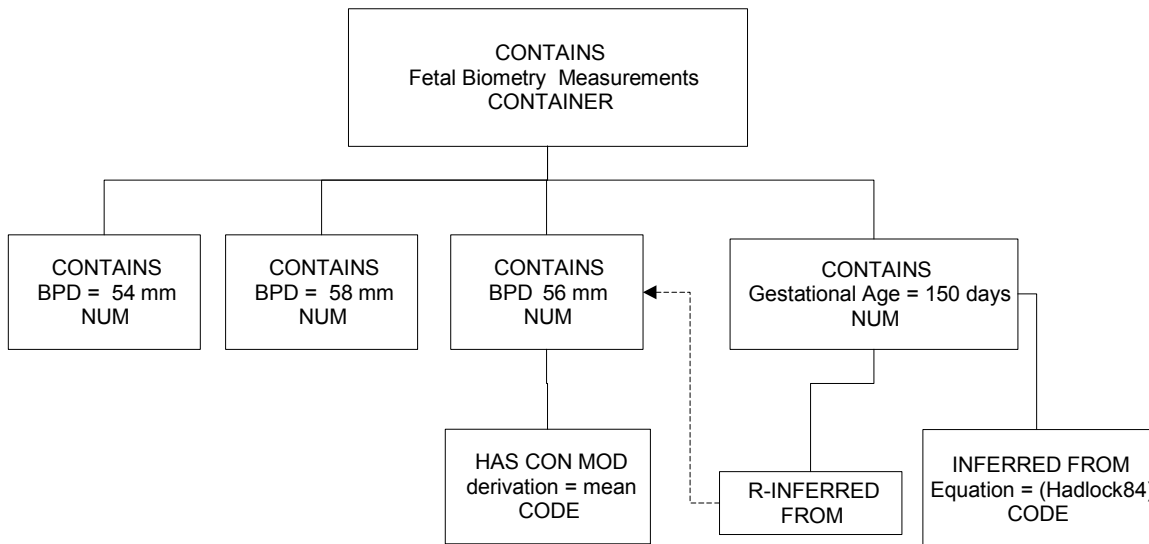 CONTAINS
Fetal Biometry Measurements
CONTAINER
CONTAINS
BPD = 54 mm
NUM
CONTAINS
BPD = 58 mm
NUM
CONTAINS
BPD 56 mm
NUM
CONTAINS
Gestational Age = 150 days
NUM
HAS CON MOD
derivation = mean
CODE
R-INFERRED
FROM
INFERRED FROM
Equation = (Hadlock84)
CODE